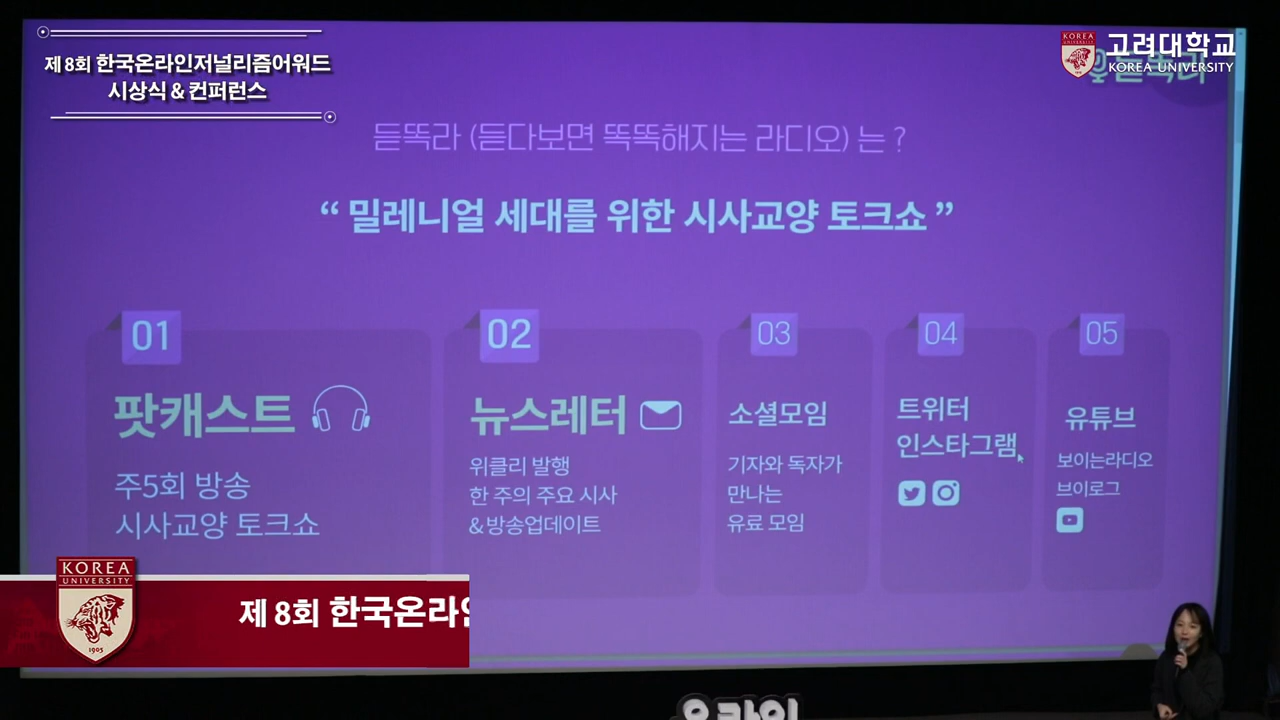 제 8회 한국온라인저널리즘어워드
시상식 & 컨퍼런스
KOREA
고려대학교
KOREA UNIVERSITY
듣똑라
듣똑라 (듣다보면 똑똑해지는 라디오) 는 ?
“ 밀레니얼 세대를 위한 시사교양 토크쇼 ”
01
팟캐스트
주5회 방송
시사교양 토크쇼
02
뉴스레터
위클리 발행
한 주의 주요 시사
&방송업데이트
03
소셜모임
기자와 독자가
만나는
유료 모임
04
트위터
인스타그램
05
유튜브
보이는라디오
브이로그
KOREA
UNIVERSITY
1905
제 8회 한국온라인
온라인